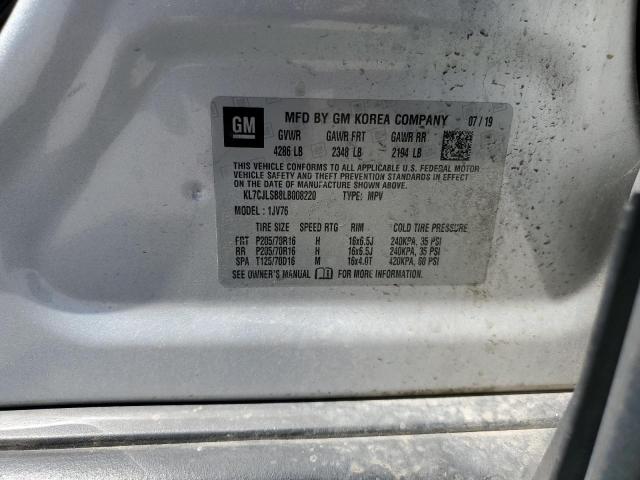 GM
MFD BY GM KOREA COMPANY 07/19
GVWR GAWR FRT GAWR RR
4286 LB 2348 LB 2194 LB
THIS VEHICLE CONFORMS TO ALL APPLICABLE U.S. FEDERAL MOTOR
VEHICLE SAFETY AND THEFT PREVENTION STANDARDS IN EFFECT ON
THE DATE OF MANUFACTURE SHOWN ABOVE.
KL7CJLSB8LB008220 TYPE: MPV
MODEL : 1JV76
TIRE SIZE SPEED RTG RIM COLD TIRE PRESSURE
FRT P205/70R16 H 16x6.5J 240KPA, 35 PSI
RR P205/70R16 H 16x6.5J 240KPA, 35 PSI
SPA T125/70D16 M 16x4.0T 420KPA, 60 PSI
SEE OWNER'S MANUAL FOR MORE INFORMATION.